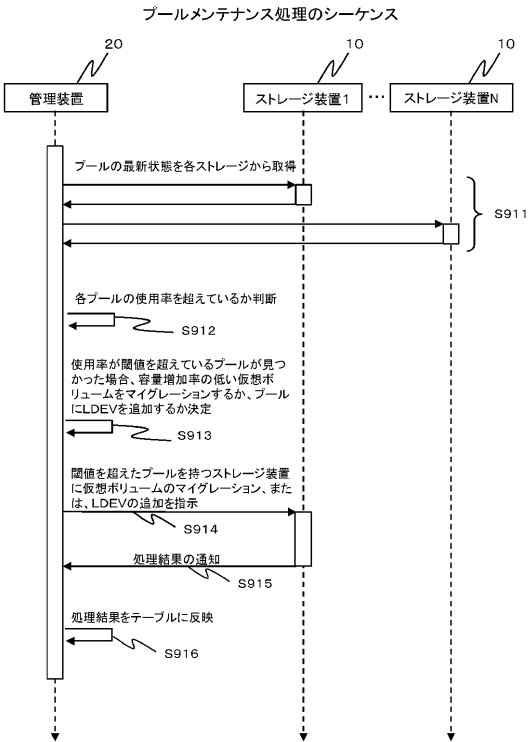 プールメンテナンス処理のシーケンス
20
10
10
管理装置
ストレージ装置1
…
ストレージ装置N
プールの最新状態を各ストレージから取得
S911
各プールの使用率を超えているか判断
S912
使用率が閾値を超えているプールが見つ
かった場合、容量増加率の低い仮想ボ
リュームをマイグレーションするか、プール
にLDEVを追加するか決定
S913
閾値を超えたプールを持つストレージ装置
に仮想ボリュームのマイグレーション、また
は、LDEVの追加を指示
S914
処理結果の通知
S915
処理結果をテーブルに反映
S916